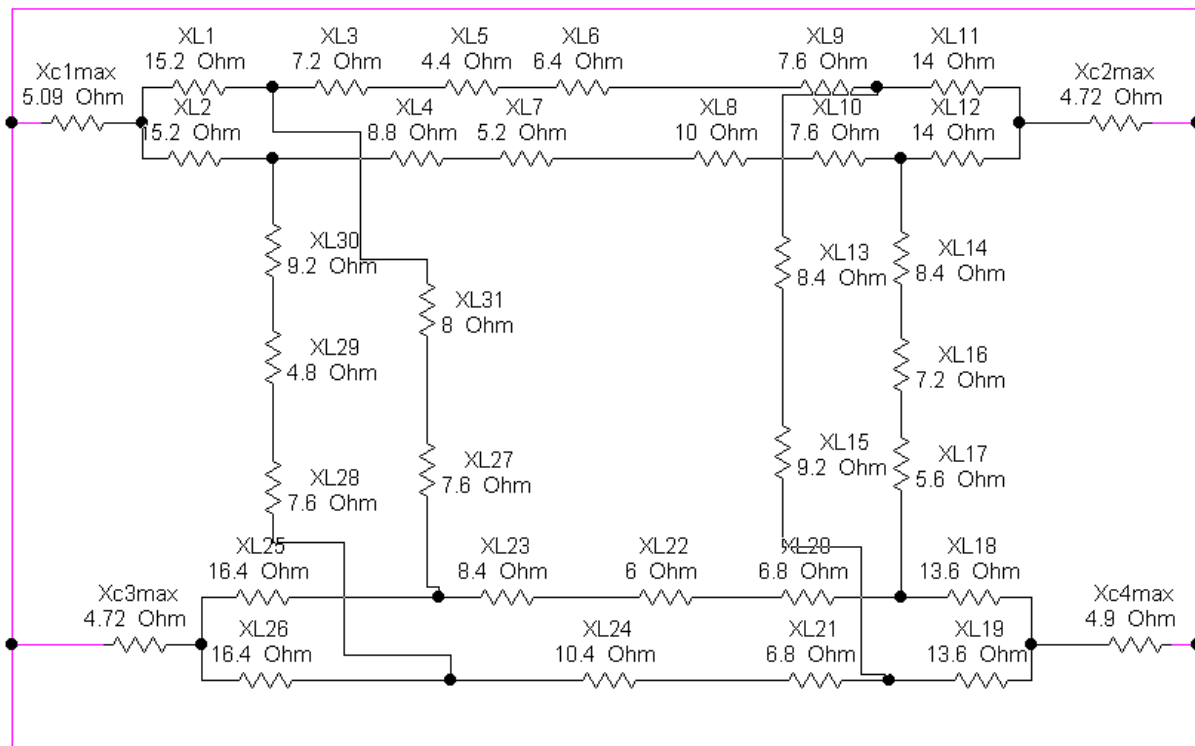 XL1
15.2 Ohm
XL3
7.2 Ohm
XL5
4.4 Ohm
XL6
6.4 Ohm
XL9
7.6 Ohm
XL11
14 Ohm
Xc1max
5.09 Ohm
Xc2max
4.72 Ohm
XL2
15.2 Ohm
XL4
8.8 Ohm
XL7
5.2 Ohm
XL8
10 Ohm
XL10
7.6 Ohm
XL12
14 Ohm
XL30
9.2 Ohm
XL31
8 Ohm
XL13
8.4 Ohm
XL14
8.4 Ohm
XL29
4.8 Ohm
XL16
7.2 Ohm
XL28
7.6 Ohm
XL27
7.6 Ohm
XL15
9.2 Ohm
XL17
5.6 Ohm
XL25
16.4 Ohm
XL23
8.4 Ohm
XL22
6 Ohm
XL20
6.8 Ohm
XL18
13.6 Ohm
Xc3max
4.72 Ohm
Xc4max
4.9 Ohm
XL26
16.4 Ohm
XL24
10.4 Ohm
XL21
6.8 Ohm
XL19
13.6 Ohm